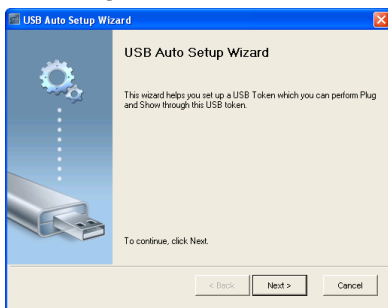 USB Auto Setup Wizard
USB Auto Setup Wizard
This wizard helps you set up a USB Token which you can perform Plug
and Show through this USB token.
To continue, click Next.
< Back
Next >
Cancel